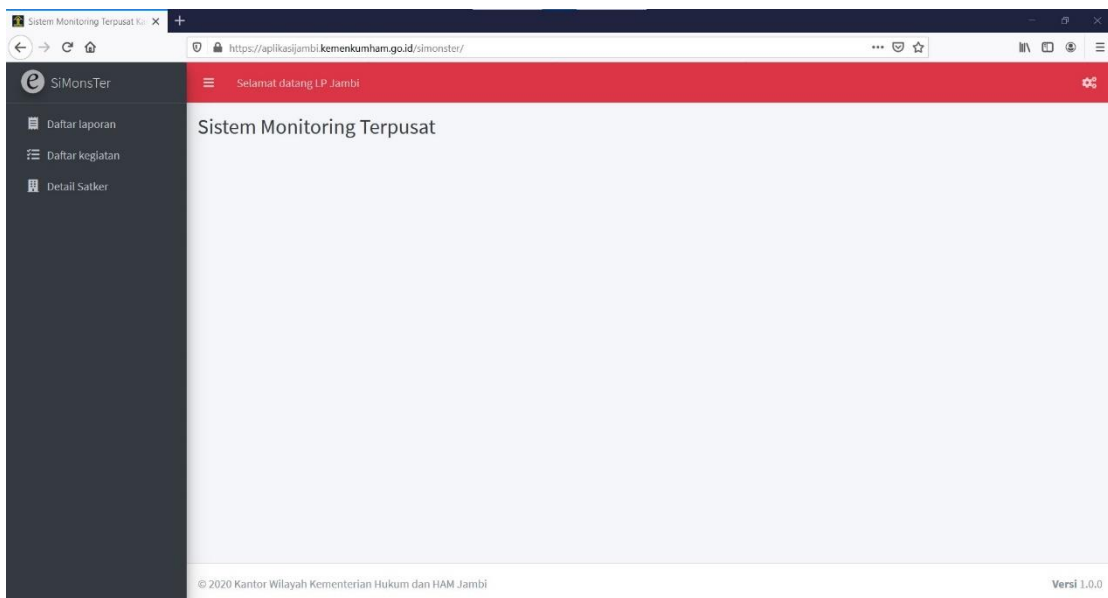 Sistem Monitoring Terpusat Ka
https://aplikasijambi.kemenkumham.go.id/simonster/
SiMonsTer
Selamat datang LP Jambi
Daftar laporan
Daftar kegiatan
Detail Satker
Sistem Monitoring Terpusat
© 2020 Kantor Wilayah Kementerian Hukum dan HAM Jambi
Versi 1.0.0